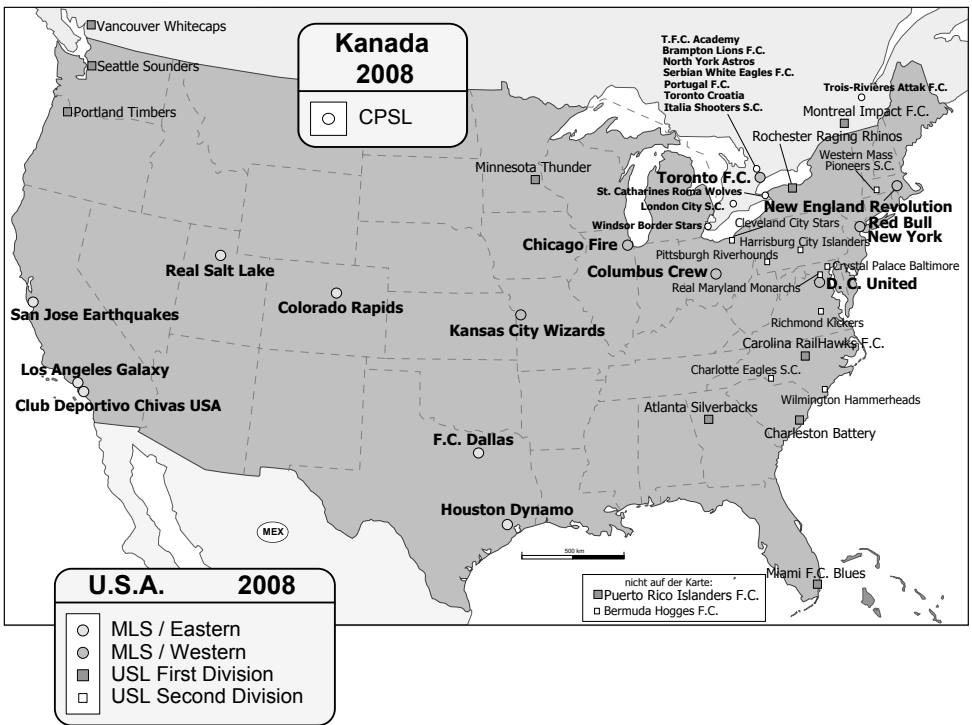 Vancouver Whitecaps
Seattle Sounders
Portland Timbers
Kanada
2008
CPSL
T.F.C. Academy
Brampton Lions F.C.
North York Astros
Serbian White Eagles F.C.
Portugal F.C.
Toronto Croatia
Italia Shooters S.C.
Trois-Rivières Attak F.C.
Montreal Impact F.C.
Rochester Raging Rhinos
Western Mass
Pioneers S.C.
Minnesota Thunder
Toronto F.C.
St. Catharines Roma Wolves
London City S.C.
New England Revolution
Windsor Border Stars
Cleveland City Stars
Red Bull
New York
Chicago Fire
Harrisburg City Islanders
Pittsburgh Riverhounds
Crystal Palace Baltimore
Real Salt Lake
Columbus Crew
Real Maryland Monarchs
D. C. United
Colorado Rapids
San Jose Earthquakes
Kansas City Wizards
Richmond Kickers
Carolina RailHawks F.C.
Los Angeles Galaxy
Charlotte Eagles S.C.
Club Deportivo Chivas USA
Wilmington Hammerheads
Atlanta Silverbacks
Charleston Battery
F.C. Dallas
Houston Dynamo
MEX
500 km
Miami F.C. Blues
nicht auf der Karte:
Puerto Rico Islanders F.C.
Bermuda Hogges F.C.
U.S.A. 2008
MLS / Eastern
MLS / Western
USL First Division
USL Second Division